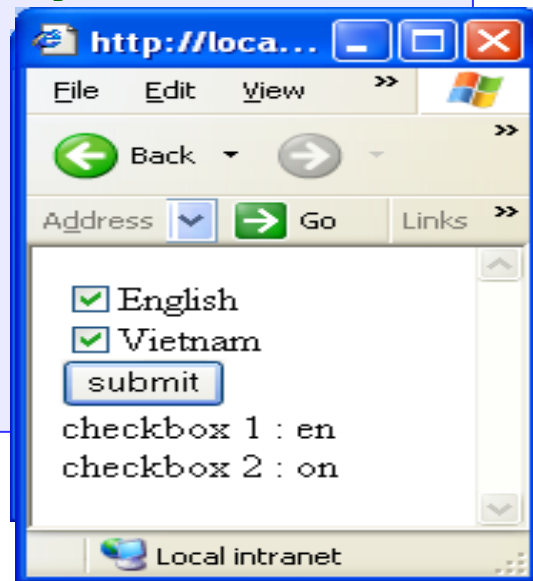 http://loca...
File Edit View »
Back »
Address Go Links »
English
Vietnam
submit
checkbox 1 : en
checkbox 2 : on
Local intranet